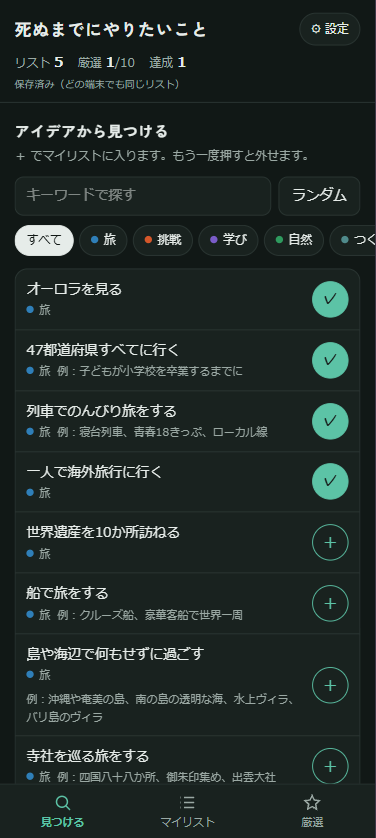 死ぬまでにやりたいこと
⚙ 設定
リスト 5 厳選 1/10 達成 1
保存済み（どの端末でも同じリスト）
アイデアから見つける
＋ でマイリストに入ります。もう一度押すと外せます。
キーワードで探す
ランダム
すべて 旅 挑戦 学び 自然 つく
オーロラを見る
旅
47都道府県すべてに行く
旅 例：子どもが小学校を卒業するまでに
列車でのんびり旅をする
旅 例：寝台列車、青春18きっぷ、ローカル線
一人で海外旅行に行く
旅
世界遺産を10か所訪ねる
旅
船で旅をする
旅 例：クルーズ船、豪華客船で世界一周
島や海辺で何もせずに過ごす
旅
例：沖縄や奄美の島、南の島の透明な海、水上ヴィラ、
バリ島のヴィラ
寺社を巡る旅をする
旅 例：四国八十八か所、御朱印集め、出雲大社
見つける マイリスト 厳選